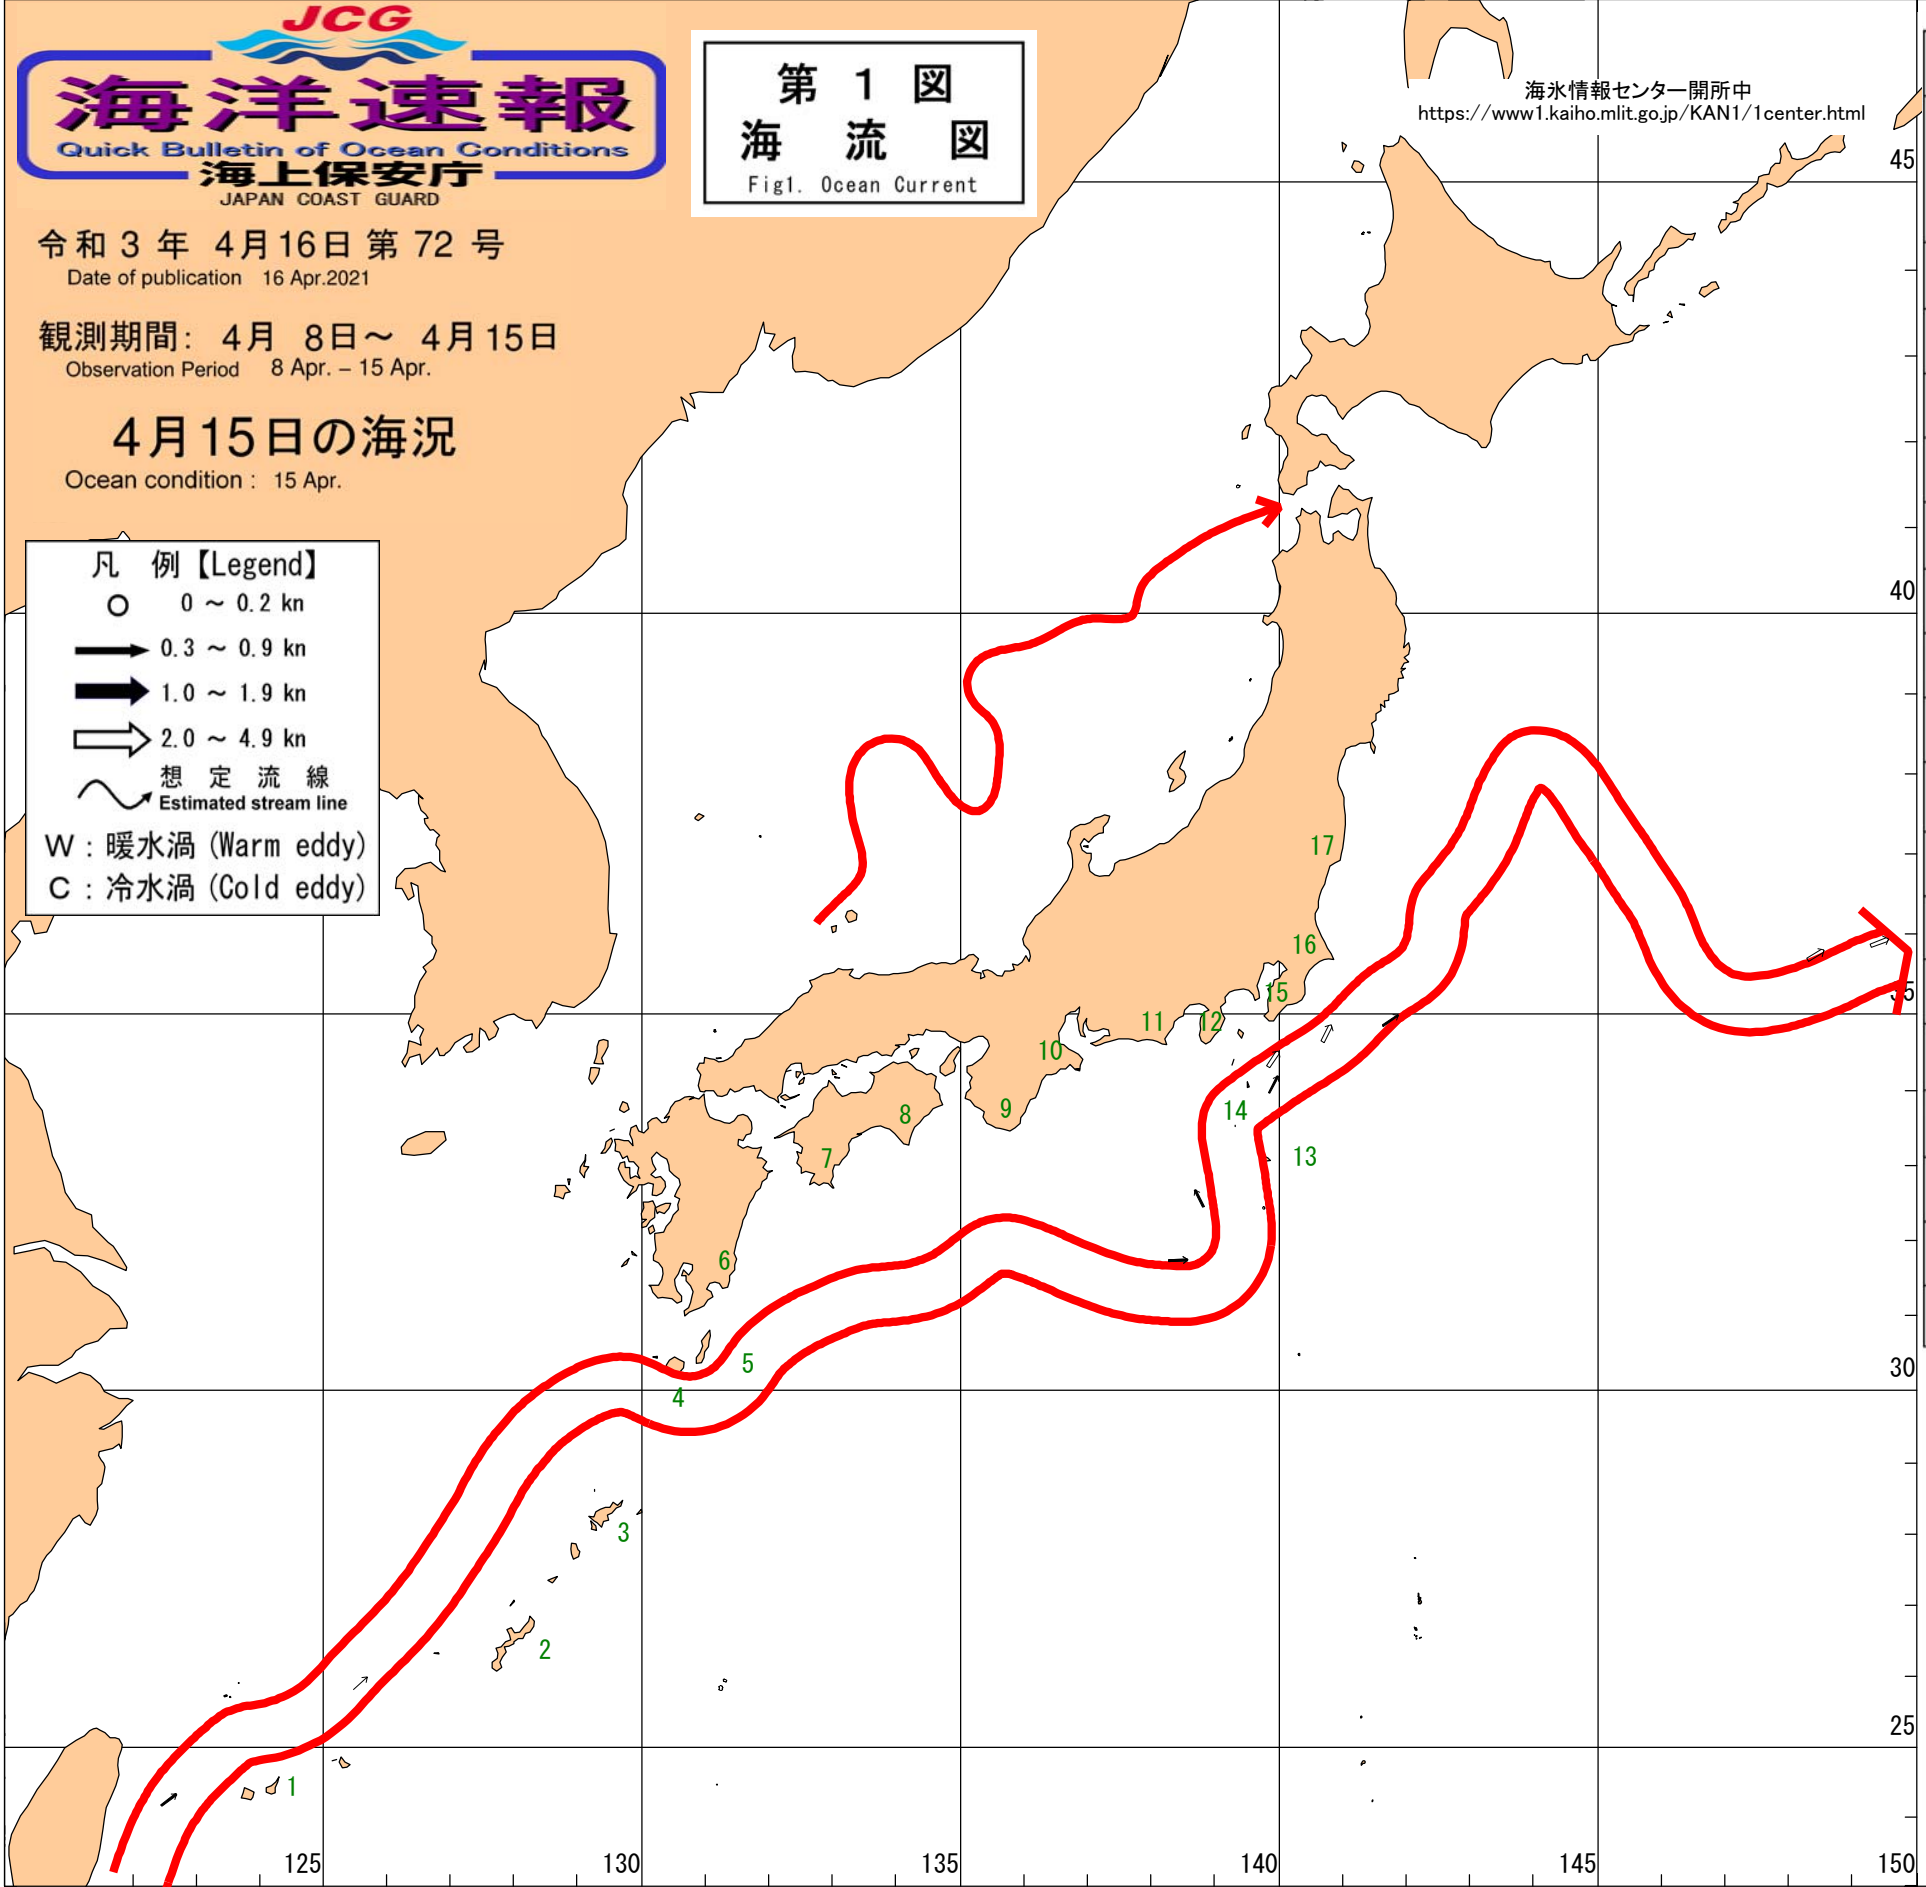 JCG
海洋速報
Quick Bulletin of Ocean Conditions
海上保安庁
JAPAN COAST GUARD
第 1 図
海 流 図
Fig1. Ocean Current
海氷情報センター開所中
https://www1.kaiho.mlit.go.jp/KAN1/1center.html
令和 3 年 4月16日 第 72 号
Date of publication 16 Apr.2021
観測期間: 4月 8日～ 4月15日
Observation Period 8 Apr. – 15 Apr.
4月15日の海況
Ocean condition : 15 Apr.
凡 例【Legend】
0 ～ 0.2 kn
0.3 ～ 0.9 kn
1.0 ～ 1.9 kn
2.0 ～ 4.9 kn
想 定 流 線
Estimated stream line
W : 暖水渦 (Warm eddy)
C : 冷水渦 (Cold eddy)
45
40
17
16
35
15
11
12
10
14
8
9
13
7
6
5
30
4
3
2
25
1
125
130
135
140
145
150